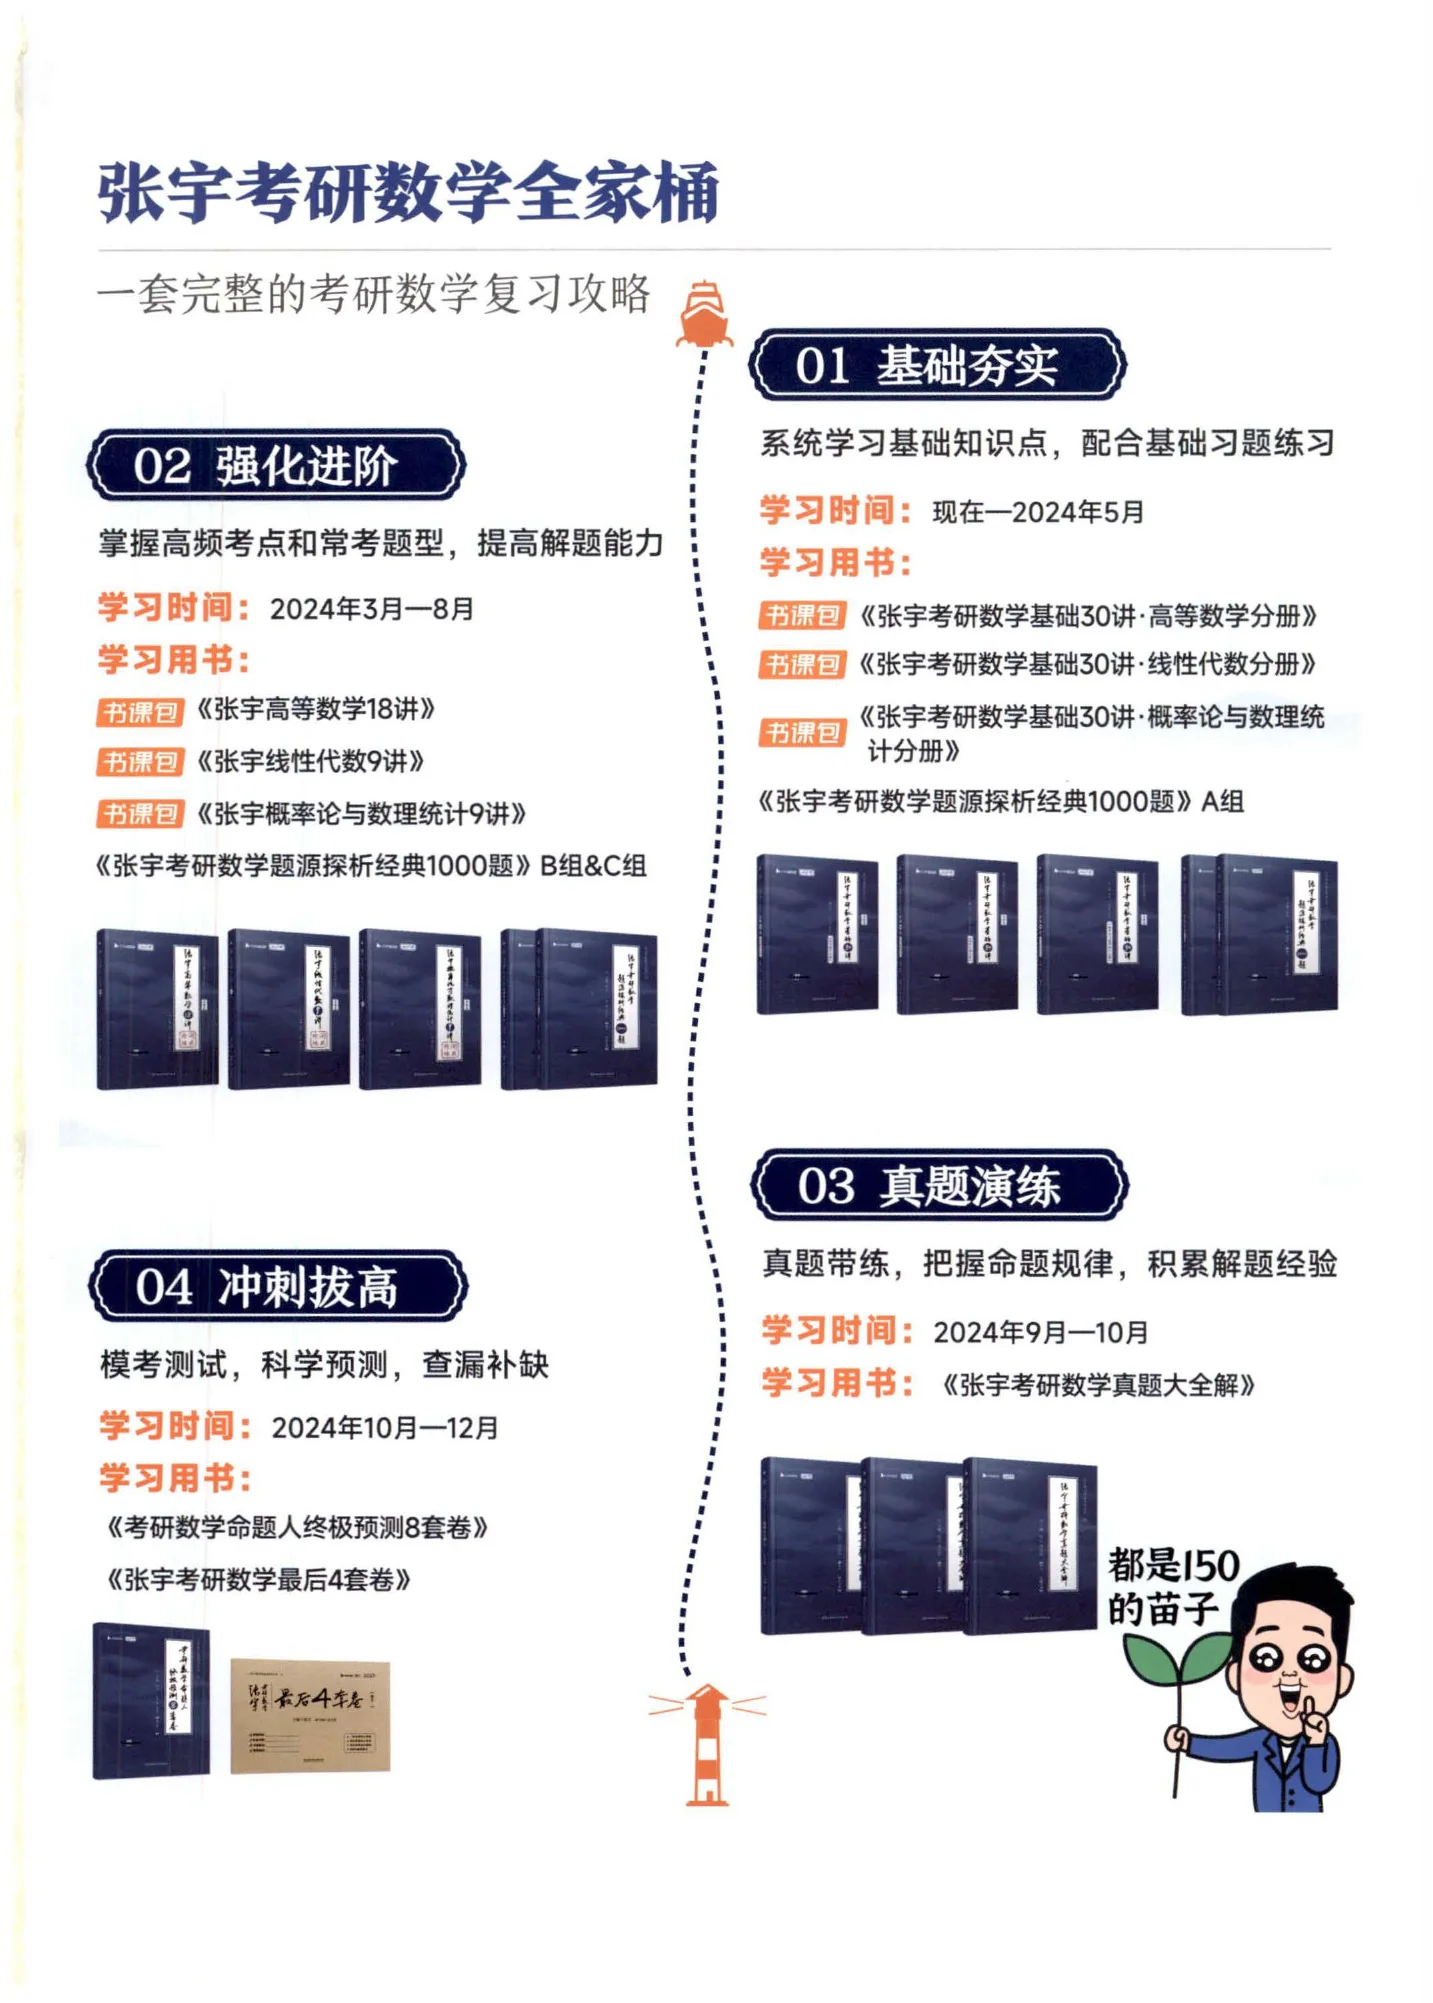 张宇考研数学全家桶
一套完整的考研数学复习攻略
01 基础夯实
系统学习基础知识点，配合基础习题练习
学习时间： 现在—2024年5月
学习用书：
书课包 《张宇考研数学基础30讲·高等数学分册》
书课包 《张宇考研数学基础30讲·线性代数分册》
书课包 《张宇考研数学基础30讲·概率论与数理统
计分册》
《张宇考研数学题源探析经典1000题》A组
02 强化进阶
掌握高频考点和常考题型，提高解题能力
学习时间： 2024年3月—8月
学习用书：
书课包 《张宇高等数学18讲》
书课包 《张宇线性代数9讲》
书课包 《张宇概率论与数理统计9讲》
《张宇考研数学题源探析经典1000题》B组&C组
03 真题演练
真题带练，把握命题规律，积累解题经验
学习时间： 2024年9月—10月
学习用书： 《张宇考研数学真题大全解》
都是150
的苗子
04 冲刺拔高
模考测试，科学预测，查漏补缺
学习时间： 2024年10月—12月
学习用书：
《考研数学命题人终极预测8套卷》
《张宇考研数学最后4套卷》
最后4套卷